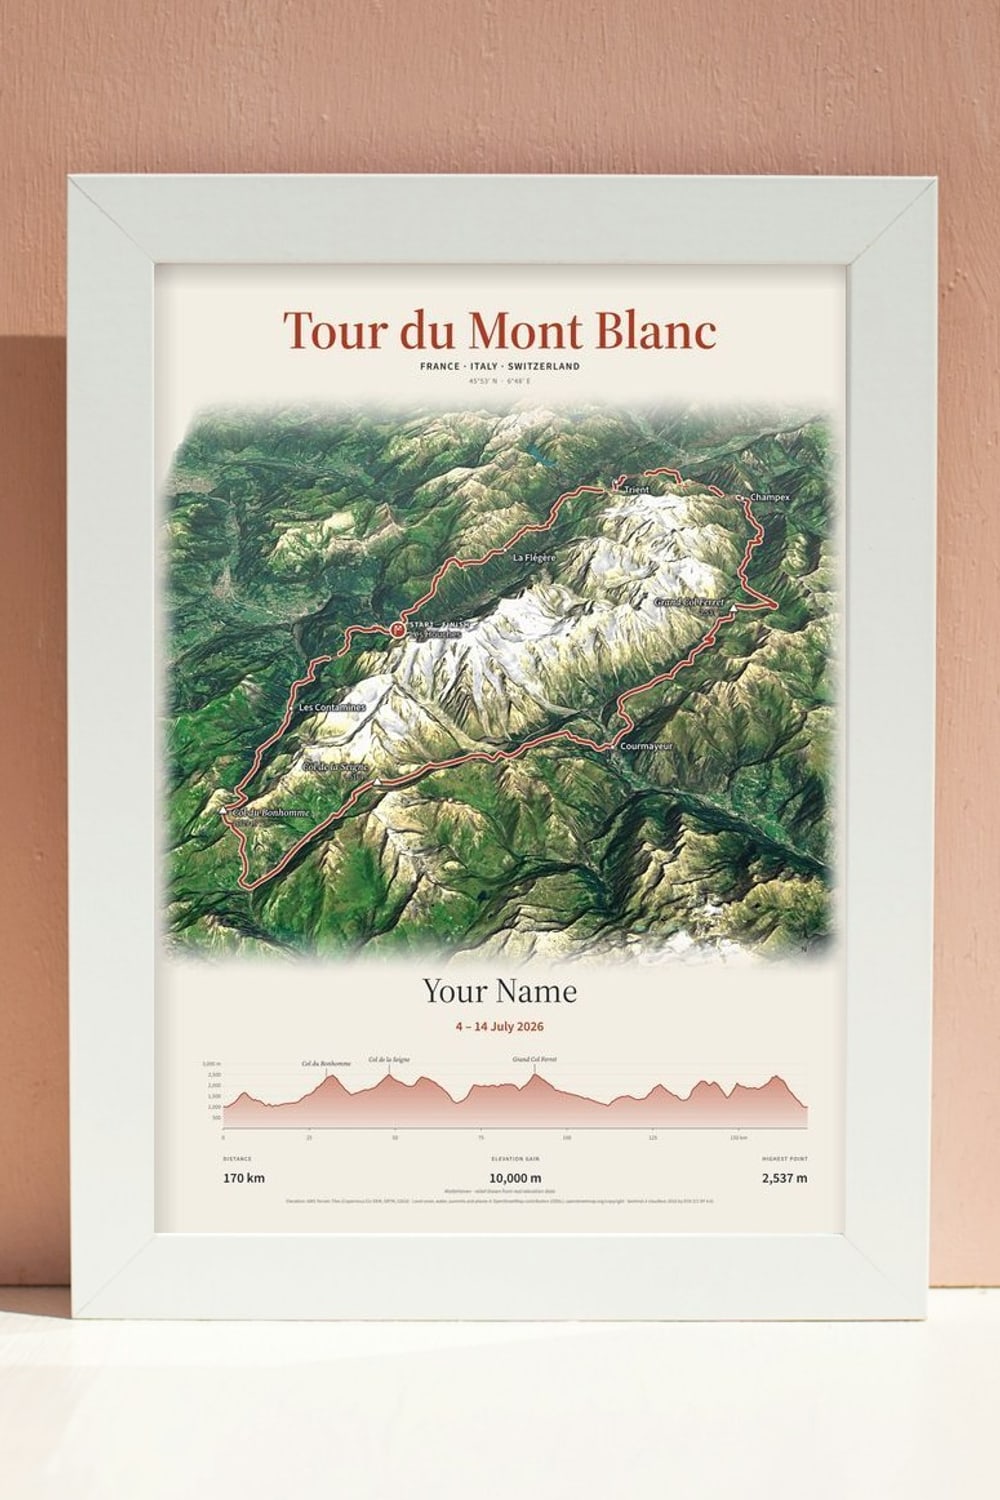 Tour du Mont Blanc
FRANCE · ITALY · SWITZERLAND
45°53' N · 6°48' E
Trient
Champex
La Flégère
Grand Col Ferret
START – FINISH
Les Houches
Les Contamines
Courmayeur
Col de la Seigne
Col du Bonhomme
N
Your Name
4 – 14 July 2026
Col du Bonhomme Col de la Seigne Grand Col Ferret
3,000 m
2,500
2,000
1,500
1,000
500
0 25 50 75 100 125 150 km
DISTANCE ELEVATION GAIN HIGHEST POINT
170 km 10,000 m 2,537 m